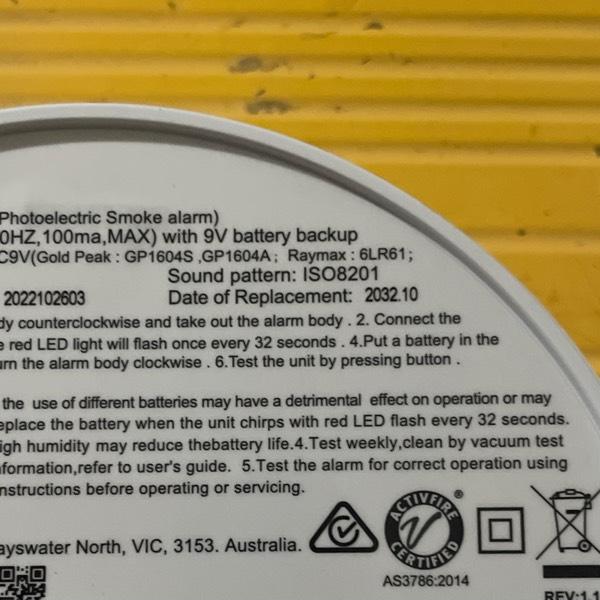 Photoelectric Smoke alarm)
0HZ,100ma,MAX) with 9V battery backup
C9V(Gold Peak : GP1604S ,GP1604A ; Raymax : 6LR61;
Sound pattern: ISO8201
2022102603 Date of Replacement: 2032.10
dy counterclockwise and take out the alarm body . 2. Connect the
e red LED light will flash once every 32 seconds . 4.Put a battery in the
urn the alarm body clockwise . 6.Test the unit by pressing button .
the use of different batteries may have a detrimental effect on operation or may
eplace the battery when the unit chirps with red LED flash every 32 seconds.
igh humidity may reduce thebattery life.4.Test weekly,clean by vacuum test
nformation,refer to user's guide. 5.Test the alarm for correct operation using
nstructions before operating or servicing.
ACTIVFIRE ®
CERTIFIED
ayswater North, VIC, 3153. Australia.
AS3786:2014
REV:1.1